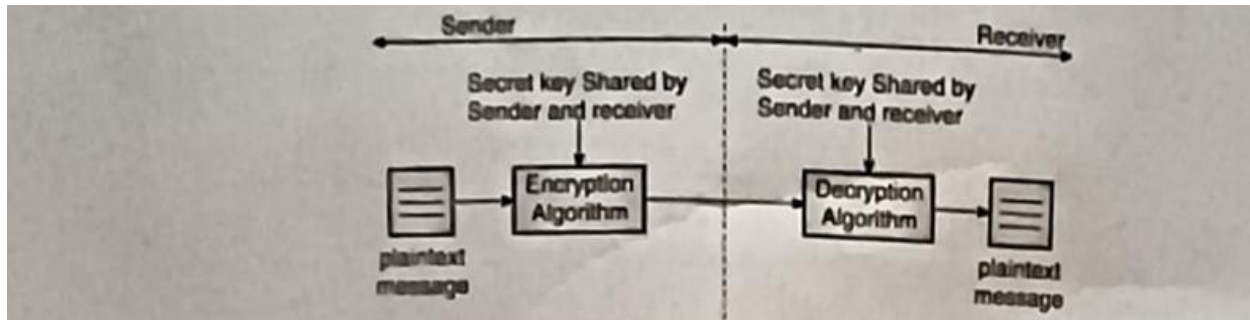 Sender
Receiver
Secret key Shared by
Sender and receiver
Secret key Shared by
Sender and receiver
Encryption
Algorithm
Decryption
Algorithm
plaintext
message
plaintext
message